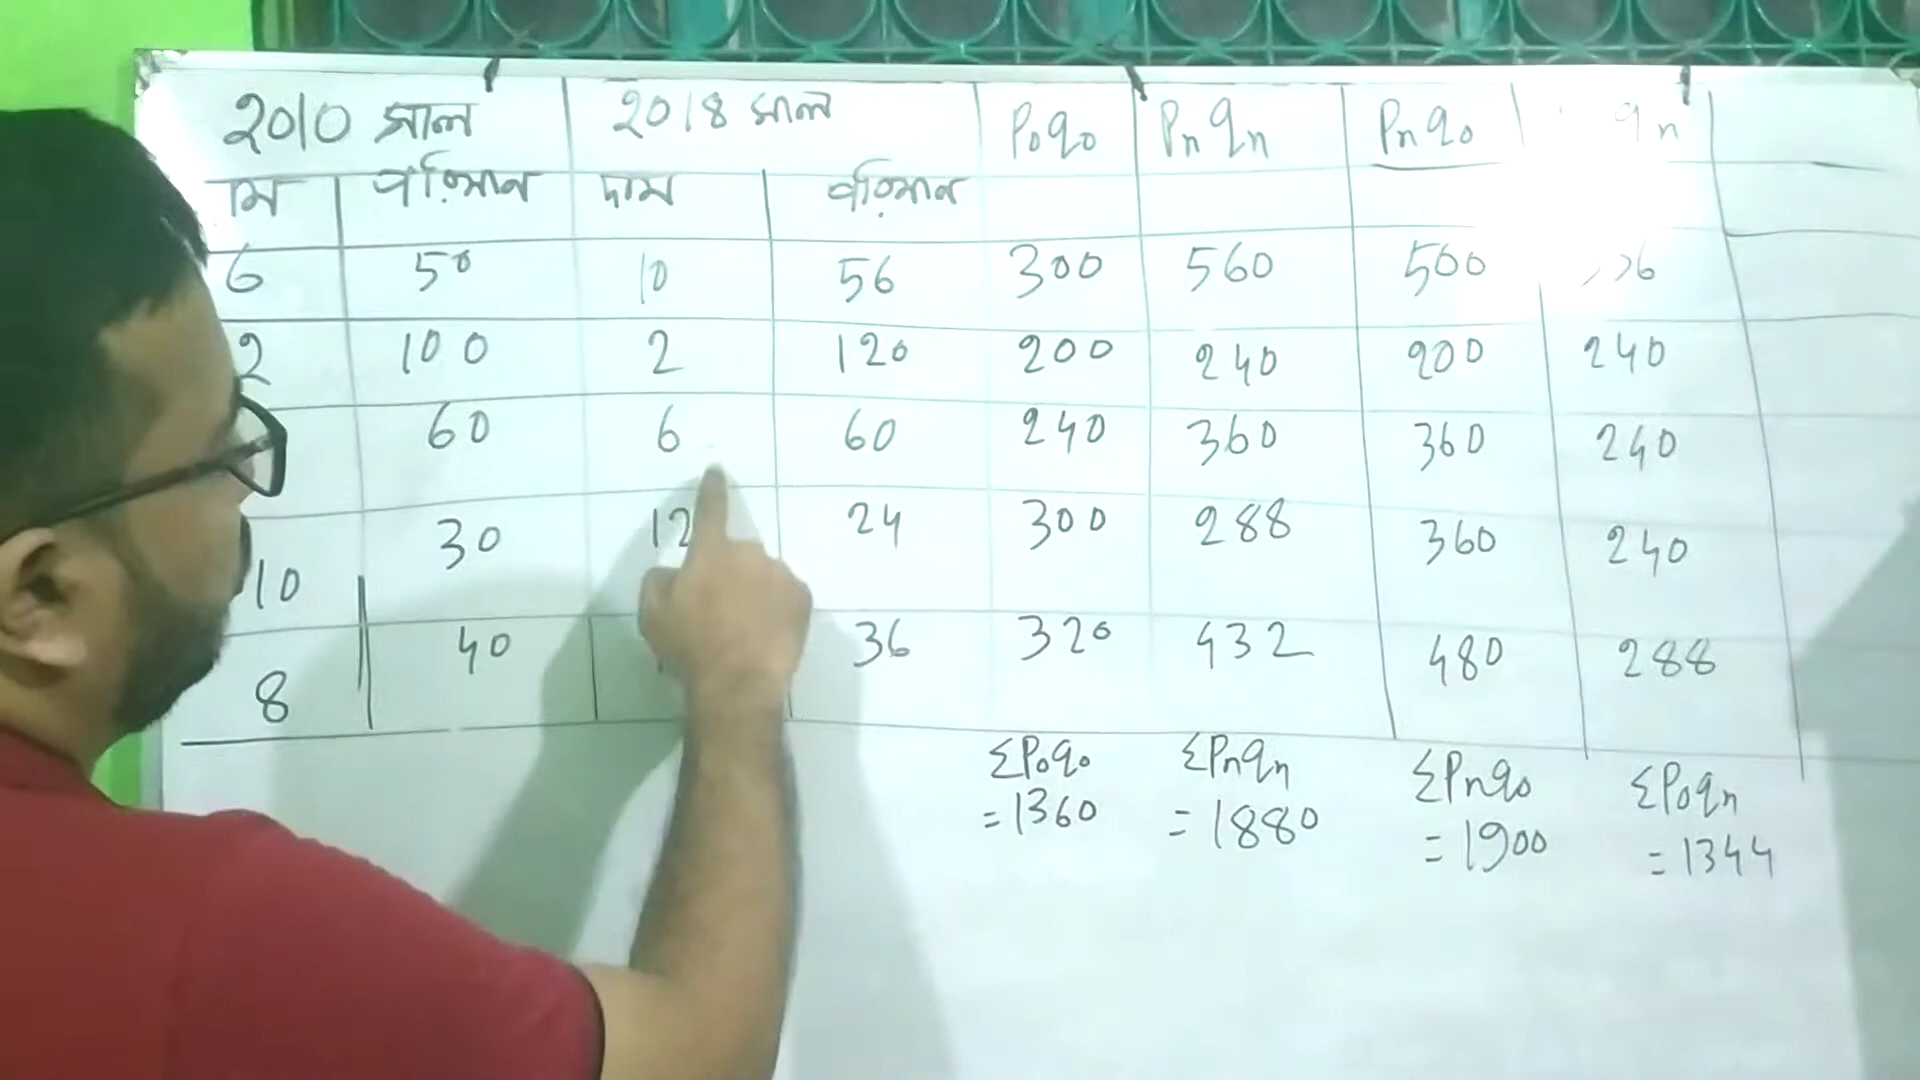 2010 সাল 2018 সাল P₀q₀ Pₙqₙ Pₙq₀ qₙ
পরিমান দাম পরিমান
6 50 10 56 300 560 500
2 100 2 120 200 240 200 240
60 6 60 240 360 360 240
10 30 12 24 300 288 360 240
8 40 36 320 432 480 288
ΣP₀q₀ ΣPₙqₙ ΣPₙq₀ ΣP₀qₙ
=1360 =1880 =1900 =1344